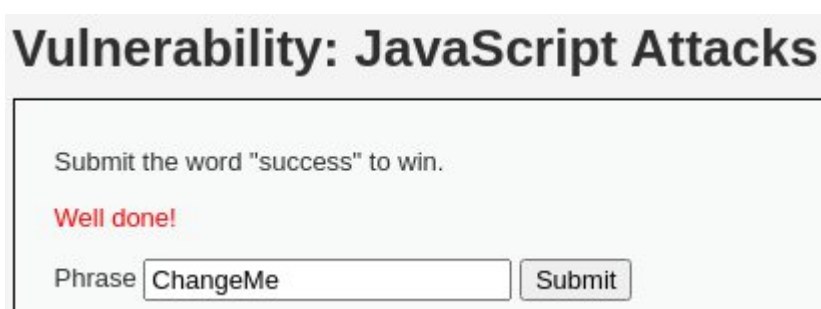 Vulnerability: JavaScript Attacks
Submit the word "success" to win.
Well done!
Phrase ChangeMe Submit